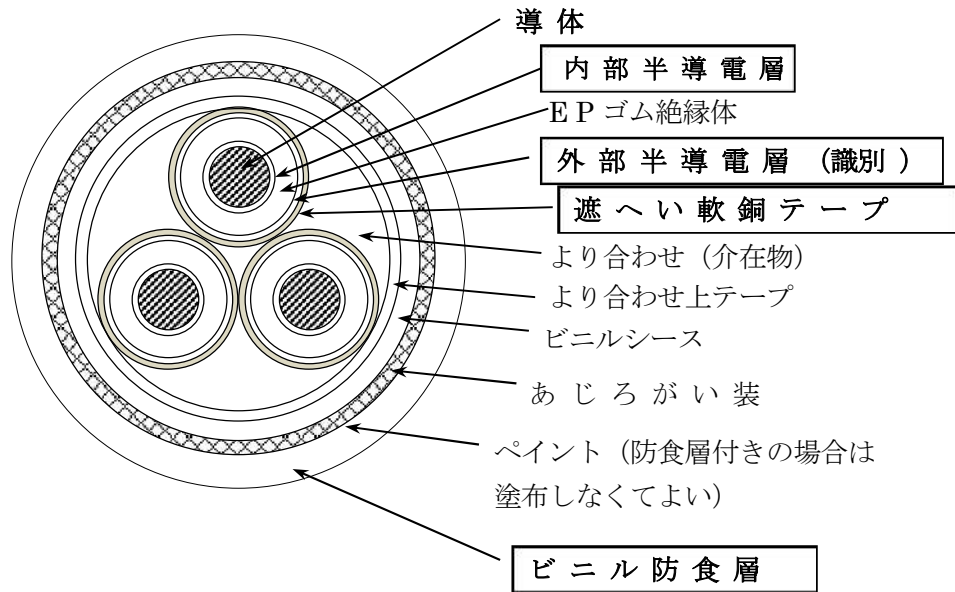 導 体
内 部 半 導 電 層
E P ゴム絶縁体
外 部 半 導 電 層 (識別 )
遮 へ い 軟 銅 テ ー プ
より合わせ（介在物）
より合わせ上テープ
ビニルシース
あ じ ろ が い 装
ペイント（防食層付きの場合は
塗布しなくてよい）
ビ ニ ル 防 食 層